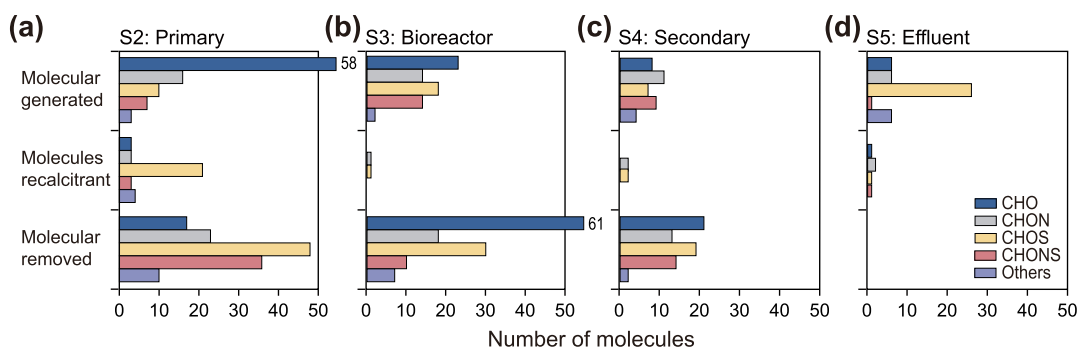 (a)
S2: Primary
(b)
S3: Bioreactor
(c)
S4: Secondary
(d)
S5: Effluent
Molecular
generated
58
Molecules
recalcitrant
Molecular
removed
61
CHO
CHON
CHOS
CHONS
Others
0 10 20 30 40 50
0 10 20 30 40 50
0 10 20 30 40 50
0 10 20 30 40 50
Number of molecules